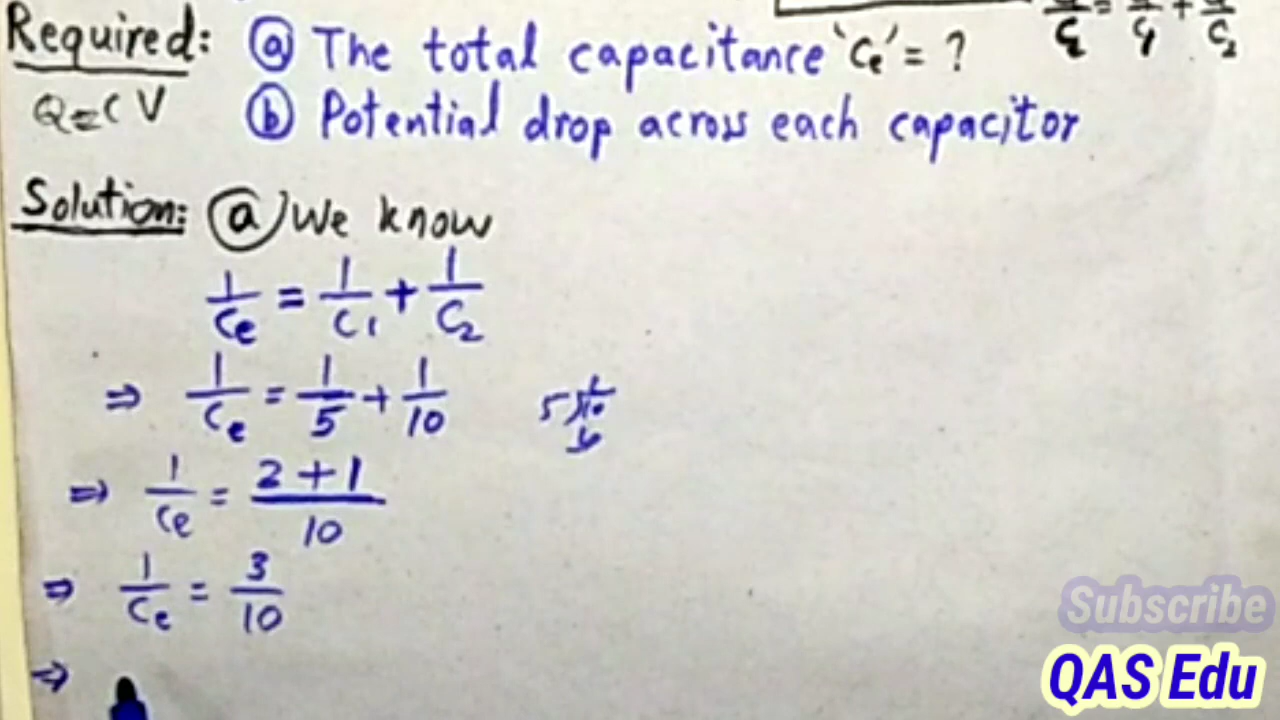 Required: ⓐ The total capacitance 'Ce' = ?
Q=CV ⓑ Potential drop across each capacitor
Solution: ⓐ We know
1/Ce = 1/C1 + 1/C2
⇒ 1/Ce = 1/5 + 1/10
⇒ 1/Ce = 2+1/10
⇒ 1/Ce = 3/10
⇒
Subscribe
QAS Edu